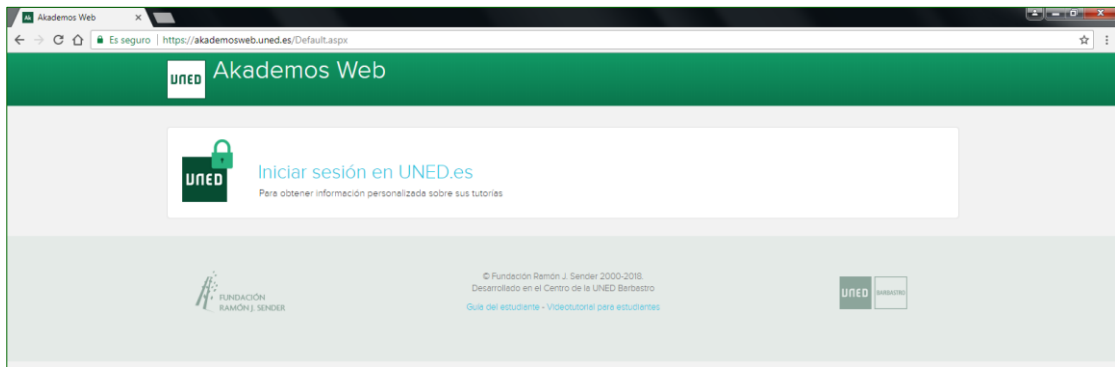 Akademos Web
Es seguro | https://akademosweb.uned.es/Default.aspx
UNED Akademos Web
UNED
Iniciar sesión en UNED.es
Para obtener información personalizada sobre sus tutorías
FUNDACIÓN
RAMÓN J. SENDER
© Fundación Ramón J. Sender 2000-2018.
Desarrollado en el Centro de la UNED Barbastro
Guía del estudiante - Videotutorial para estudiantes
UNED BARBASTRO